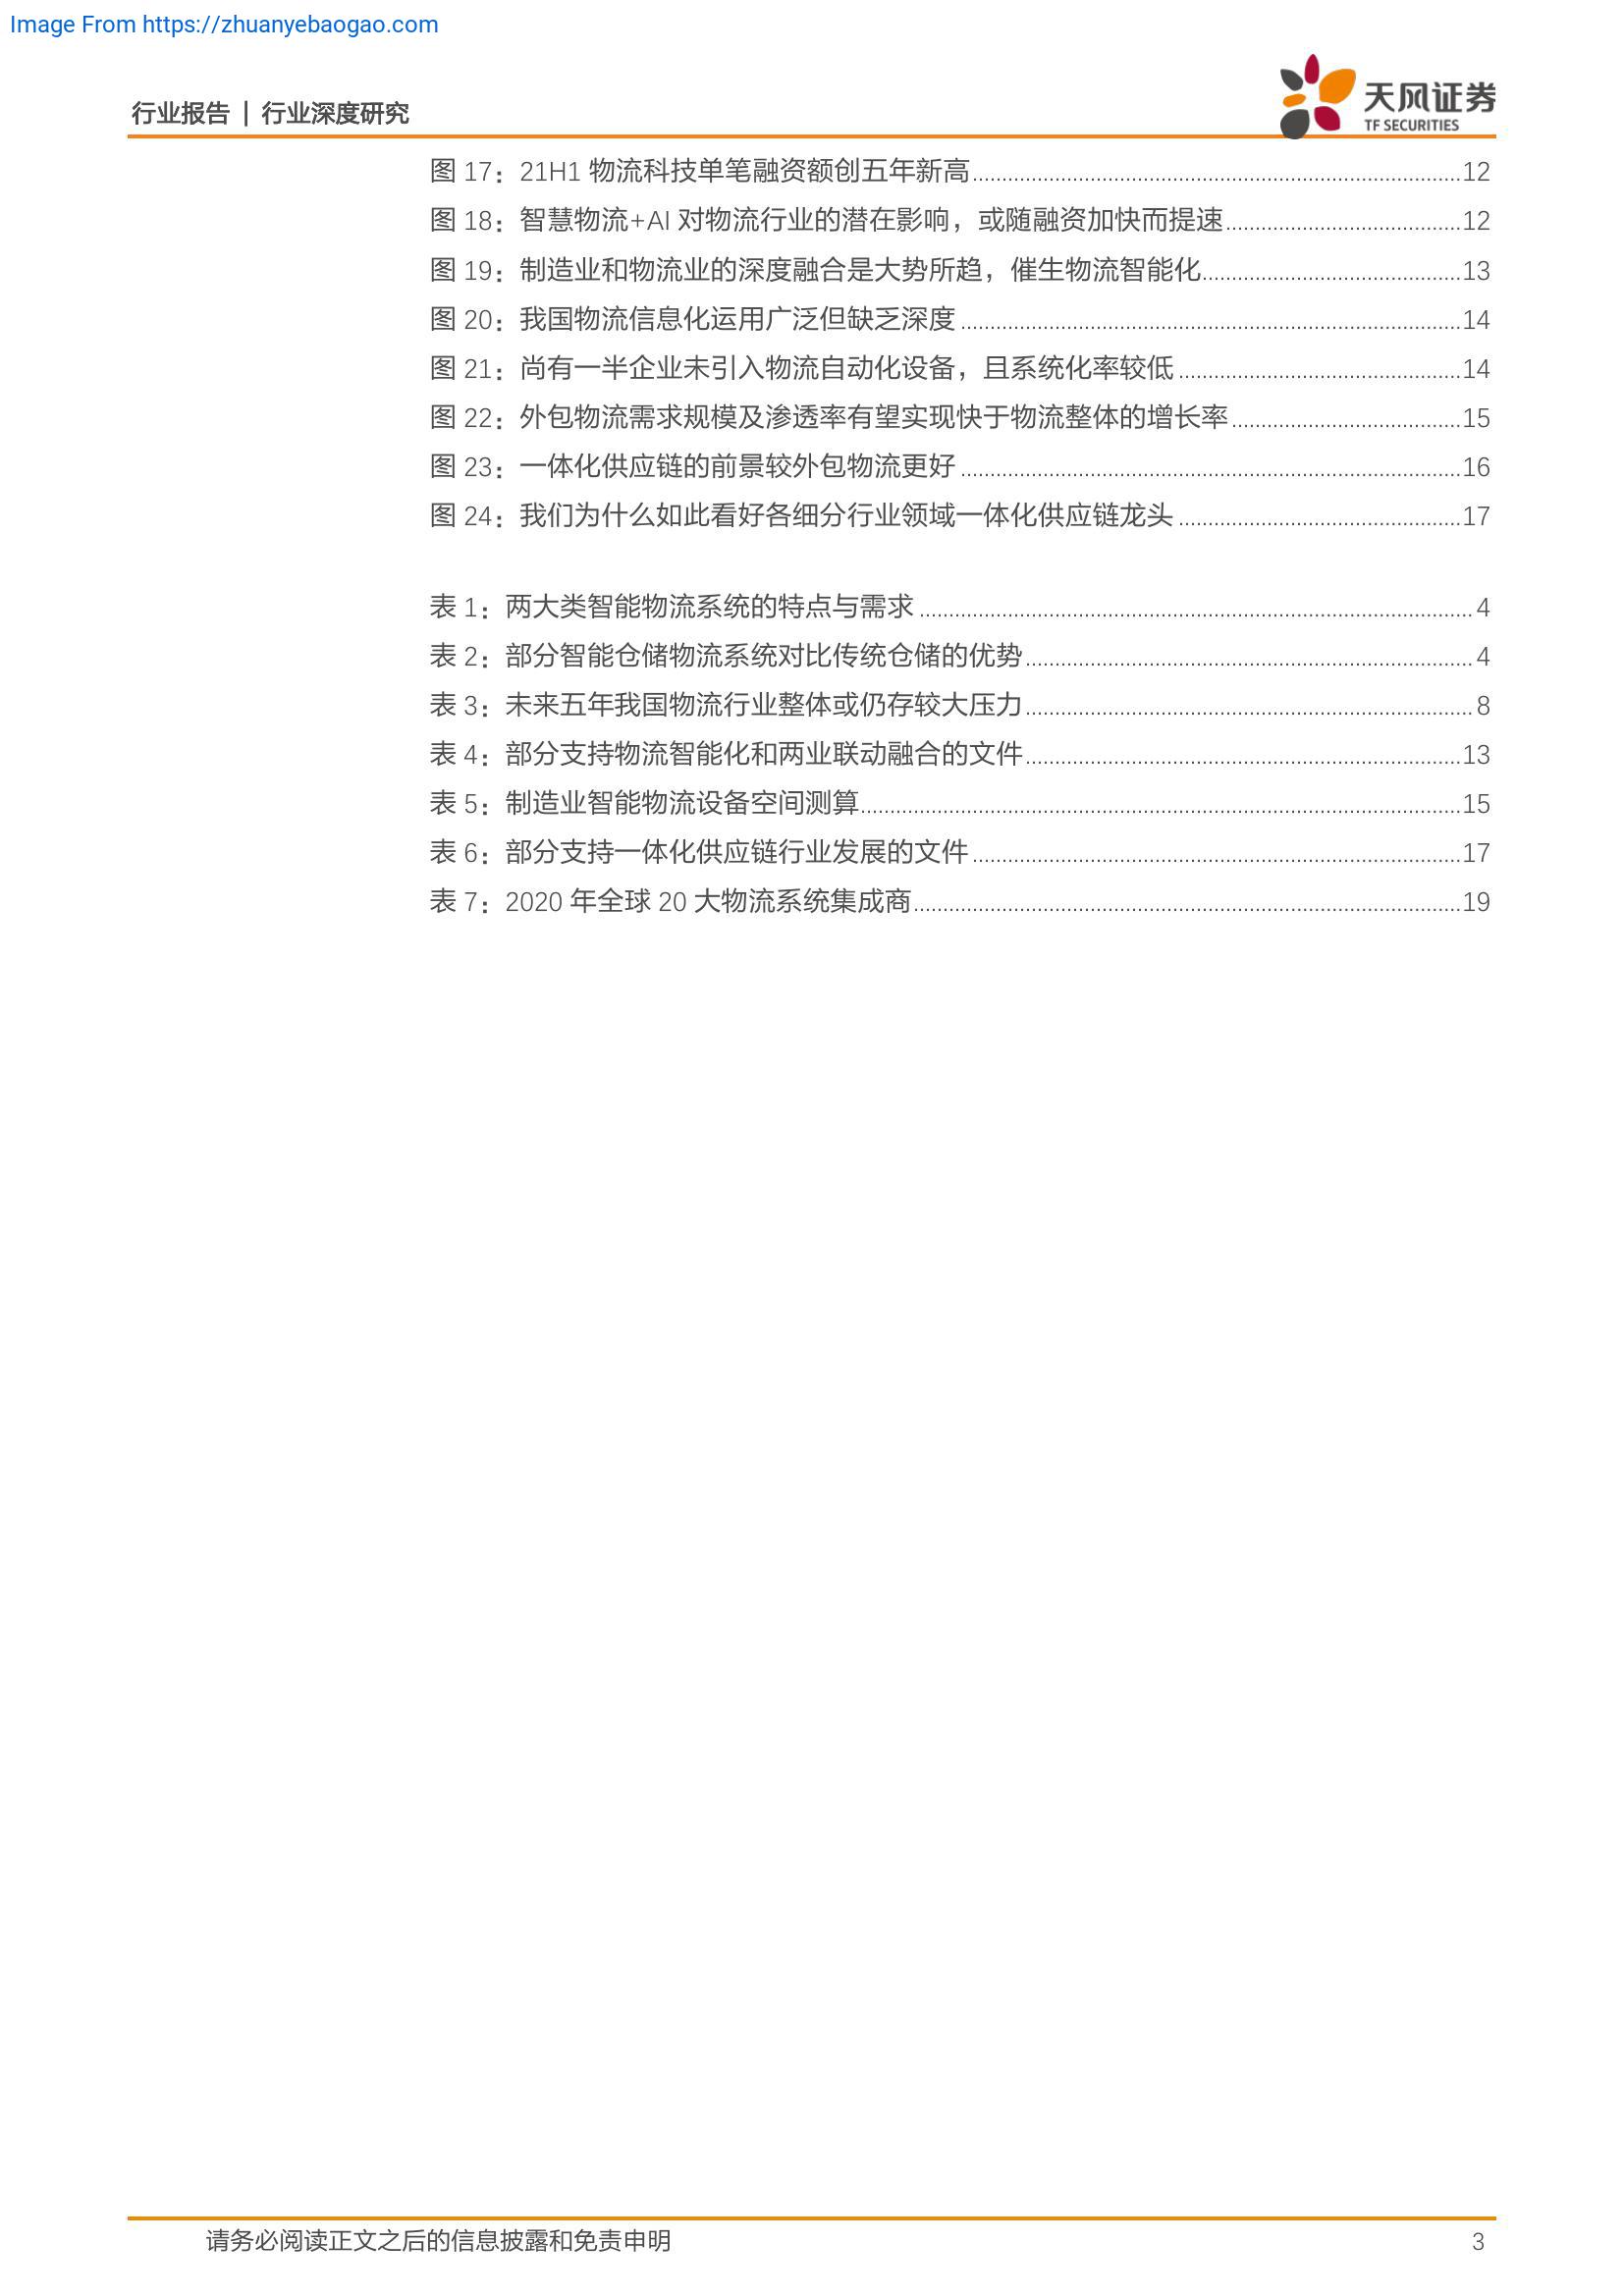 Image From https://zhuanyebaogao.com
行业报告 | 行业深度研究
天风证券
TF SECURITIES
图 17：21H1 物流科技单笔融资额创五年新高 12
图 18：智慧物流+AI 对物流行业的潜在影响，或随融资加快而提速 12
图 19：制造业和物流业的深度融合是大势所趋，催生物流智能化 13
图 20：我国物流信息化运用广泛但缺乏深度 14
图 21：尚有一半企业未引入物流自动化设备，且系统化率较低 14
图 22：外包物流需求规模及渗透率有望实现快于物流整体的增长率 15
图 23：一体化供应链的前景较外包物流更好 16
图 24：我们为什么如此看好各细分行业领域一体化供应链龙头 17
表 1：两大类智能物流系统的特点与需求 4
表 2：部分智能仓储物流系统对比传统仓储的优势 4
表 3：未来五年我国物流行业整体或仍存较大压力 8
表 4：部分支持物流智能化和两业联动融合的文件 13
表 5：制造业智能物流设备空间测算 15
表 6：部分支持一体化供应链行业发展的文件 17
表 7：2020 年全球 20 大物流系统集成商 19
请务必阅读正文之后的信息披露和免责申明 3